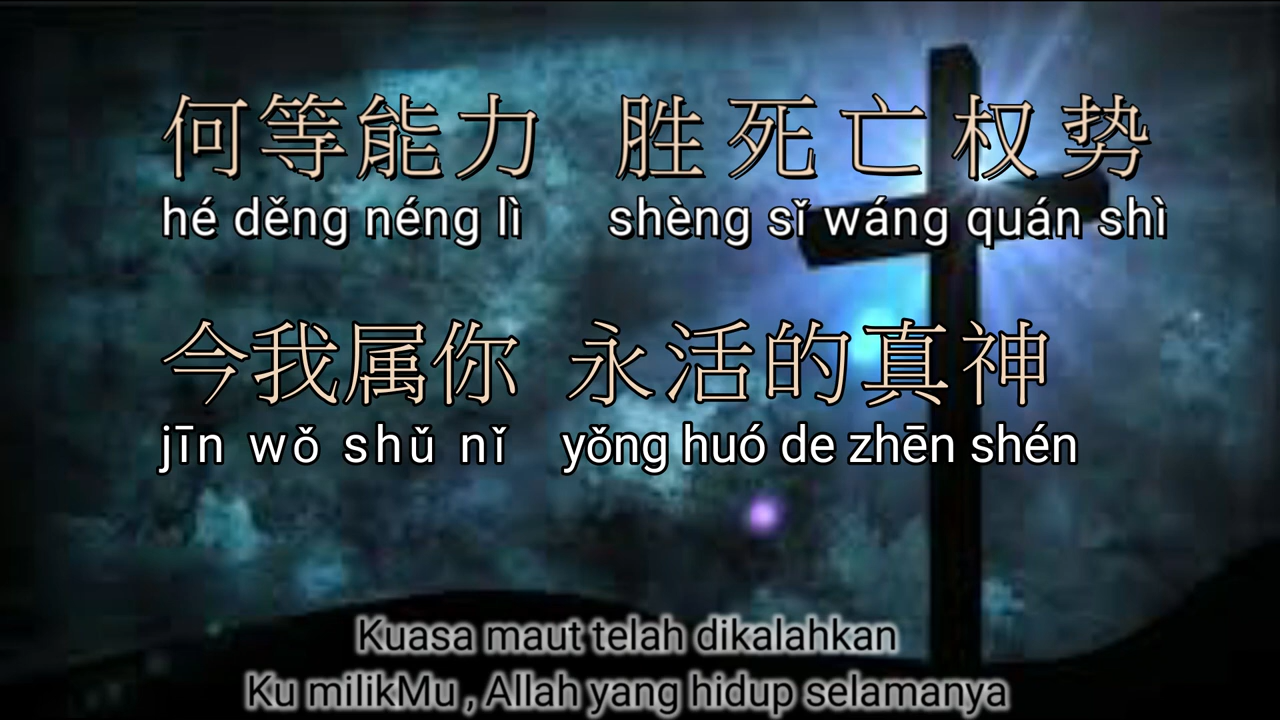 何等能力 胜死亡权势
hé děng néng lì shèng sǐ wáng quán shì
今我属你 永活的真神
jīn wǒ shǔ nǐ yǒng huó de zhēn shén
Kuasa maut telah dikalahkan
Ku milikMu , Allah yang hidup selamanya